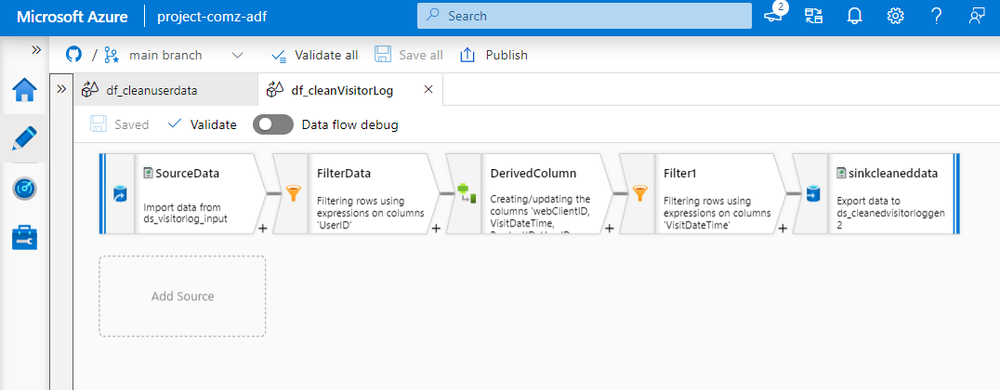 Microsoft Azure
project-comz-adf
Search
2
/
main branch
Validate all
Save all
Publish
df_cleanuserdata
df_cleanVisitorLog
Saved
Validate
Data flow debug
SourceData
Import data from
ds_visitorlog_input
+
FilterData
Filtering rows using
expressions on columns
'UserID'
+
DerivedColumn
Creating/updating the
columns 'webClientID,
VisitDateTime,
+
Filter1
Filtering rows using
expressions on columns
'VisitDateTime'
+
sinkcleaneddata
Export data to
ds_cleanedvisitorloggen
2
Add Source